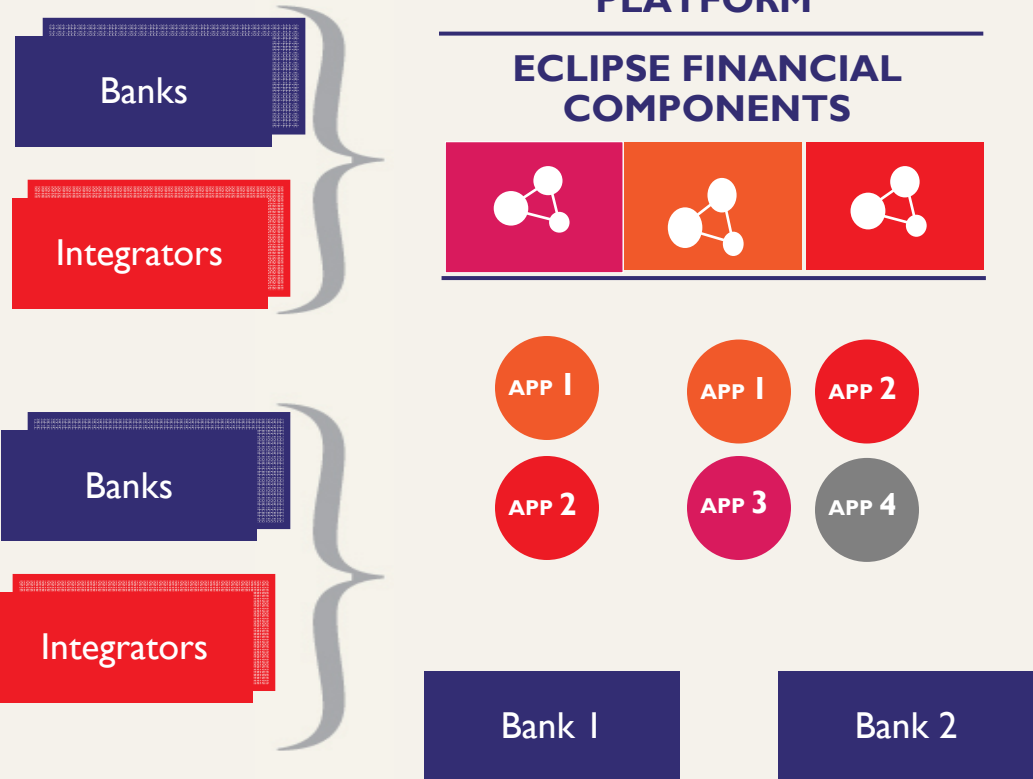 PLATFORM
Banks
ECLIPSE FINANCIAL
COMPONENTS
Integrators
APP 1
APP 1
APP 2
Banks
APP 2
APP 3
APP 4
Integrators
Bank 1
Bank 2